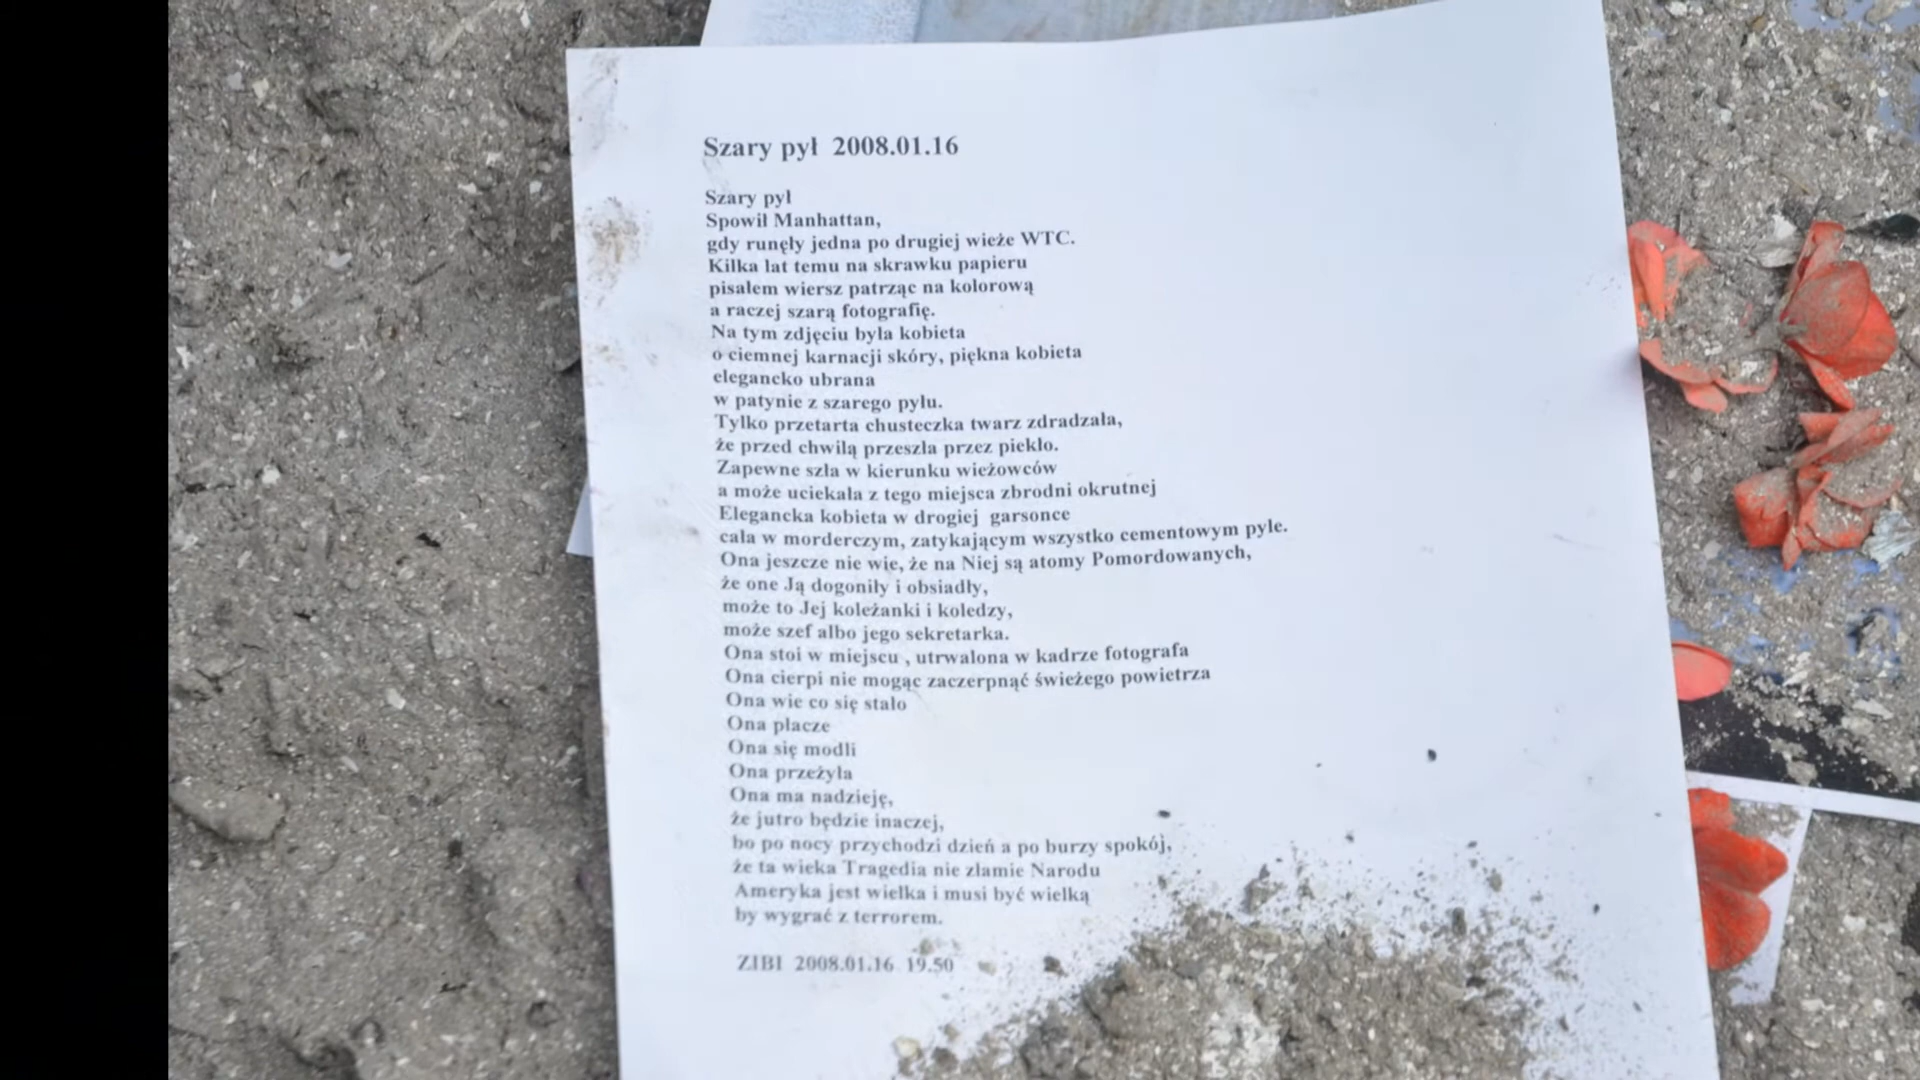 Szary pył 2008.01.16
Szary pył
Spowił Manhattan,
gdy runęły jedna po drugiej wieże WTC.
Kilka lat temu na skrawku papieru
pisałem wiersz patrząc na kolorową
a raczej szarą fotografię.
Na tym zdjęciu była kobieta
o ciemnej karnacji skóry, piękna kobieta
elegancko ubrana
w patynie z szarego pyłu.
Tylko przetarta chusteczka twarz zdradzała,
że przed chwilą przeszła przez piekło.
Zapewne szła w kierunku wieżowców
a może uciekała z tego miejsca zbrodni okrutnej
Elegancka kobieta w drogiej garsonce
cała w morderczym, zatykającym wszystko cementowym pyle.
Ona jeszcze nie wie, że na Niej są atomy Pomordowanych,
że one Ją dogoniły i obsiadły,
może to Jej koleżanki i koledzy,
może szef albo jego sekretarka.
Ona stoi w miejscu , utrwalona w kadrze fotografa
Ona cierpi nie mogąc zaczerpnąć świeżego powietrza
Ona wie co się stało
Ona płacze
Ona się modli
Ona przeżyła
Ona ma nadzieję,
że jutro będzie inaczej,
bo po nocy przychodzi dzień a po burzy spokój,
że ta wieka Tragedia nie złamie Narodu
Ameryka jest wielka i musi być wielką
by wygrać z terrorem.
ZIBI 2008.01.16 19.50